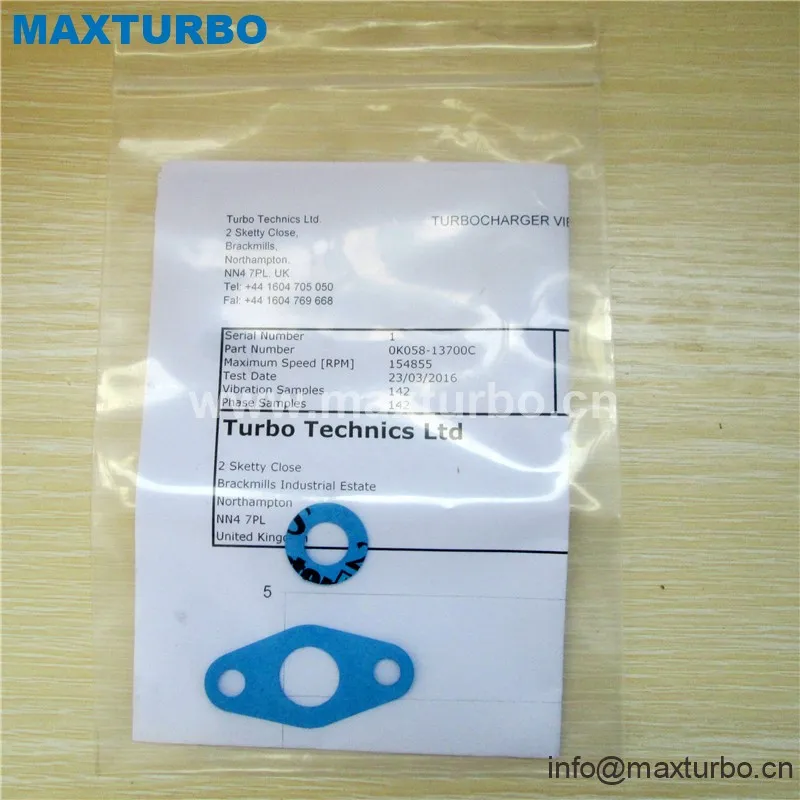 MAXTURBO
Turbo Technics Ltd.
2 Sketty Close,
Brackmills,
Northampton.
NN4 7PL. UK
Tel: +44 1604 705 050
Fal: +44 1604 769 668
TURBOCHARGER VIE
Serial Number 1
Part Number 0K058-13700C
Maximum Speed [RPM] 154855
Test Date 23/03/2016
Vibration Samples 142
Phase Samples 142
www.maxturbo.cn
Turbo Technics Ltd
2 Sketty Close
Brackmills Industrial Estate
Northampton
NN4 7PL
United Kingdo
5
info@maxturbo.cn